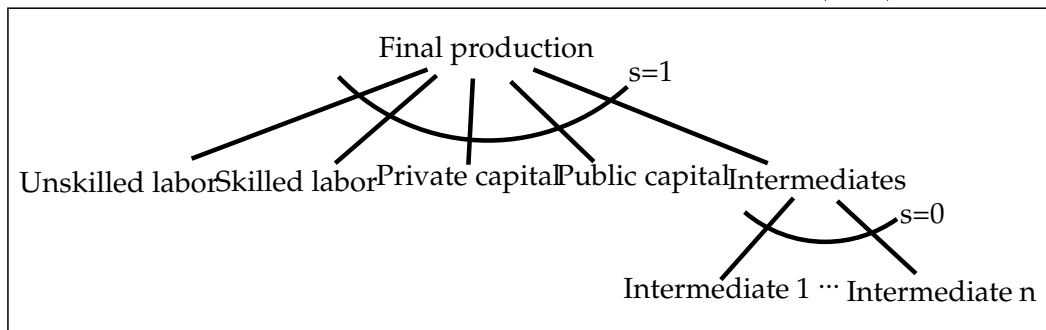 Final production
s=1
Unskilled labor Skilled labor Private capital Public capital Intermediates
s=0
Intermediate 1 ... Intermediate n